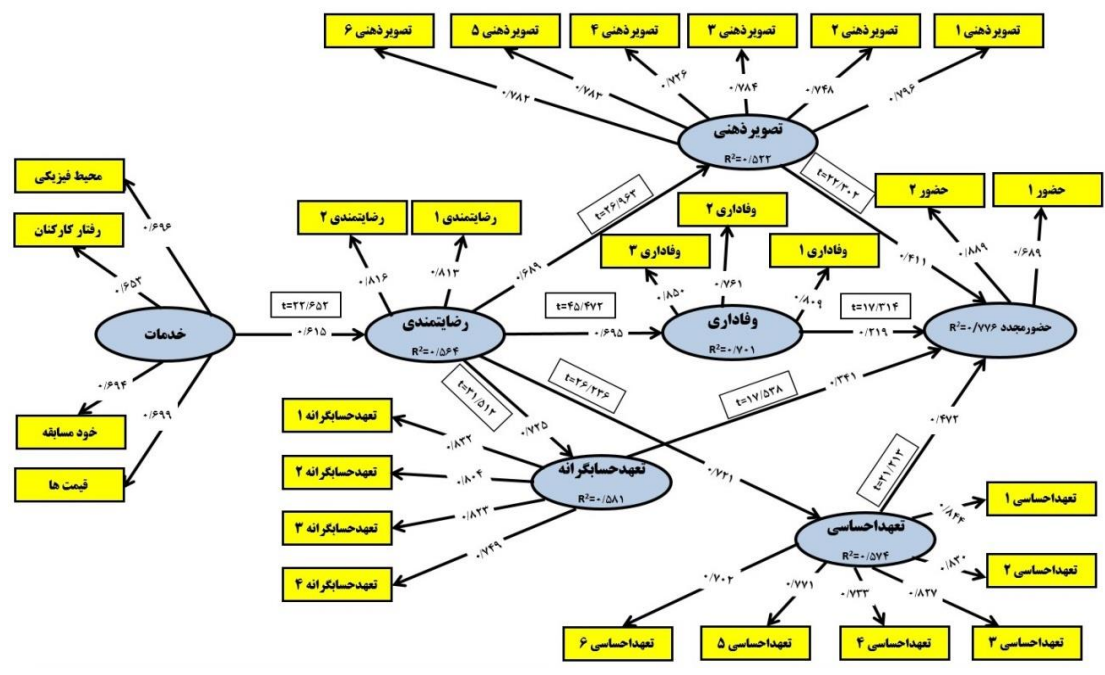 تصویرذهنی ۱
تصویرذهنی ۲
تصویرذهنی ۳
تصویرذهنی ۴
تصویرذهنی ۵
تصویرذهنی ۶
۰/۷۹۶
۰/۷۴۸
۰/۷۸۴
۰/۷۲۶
۰/۷۸۳
۰/۷۸۲
تصویرذهنی
R²=۰/۵۲۲
حضور ۱
حضور ۲
۰/۶۸۹
۰/۸۸۹
t=۲۲/۳۰۲
۰/۴۱۱
محیط فیزیکی
رفتار کارکنان
۰/۶۹۶
۰/۶۵۳
خدمات
۰/۶۹۴
۰/۶۹۹
خود مسابقه
قیمت ها
t=۲۲/۶۵۲
۰/۶۱۵
رضایتمندی ۱
رضایتمندی ۲
۰/۸۱۳
۰/۸۱۶
رضایتمندی
R²=۰/۵۶۴
t=۲۶/۹۶۳
۰/۶۸۹
وفاداری ۱
وفاداری ۲
وفاداری ۳
۰/۸۰۹
۰/۷۶۱
۰/۸۵۰
t=۴۵/۴۷۲
۰/۶۹۵
وفاداری
R²=۰/۷۰۱
t=۱۷/۳۱۴
۰/۲۱۹
حضورمجدد R²=۰/۷۷۶
t=۳۱/۵۱۲
۰/۷۲۵
t=۲۶/۲۳۶
۰/۷۲۱
t=۱۷/۵۳۸
۰/۳۴۱
t=۲۱/۲۱۳
۰/۴۷۲
تعهدحسابگرانه ۱
تعهدحسابگرانه ۲
تعهدحسابگرانه ۳
تعهدحسابگرانه ۴
۰/۸۳۲
۰/۸۰۴
۰/۸۲۳
۰/۷۴۹
تعهدحسابگرانه
R²=۰/۵۸۱
تعهداحساسی
R²=۰/۵۷۴
۰/۸۴۴
۰/۸۳۰
۰/۸۲۷
۰/۷۳۳
۰/۷۷۱
۰/۷۰۲
تعهداحساسی ۱
تعهداحساسی ۲
تعهداحساسی ۳
تعهداحساسی ۴
تعهداحساسی ۵
تعهداحساسی ۶